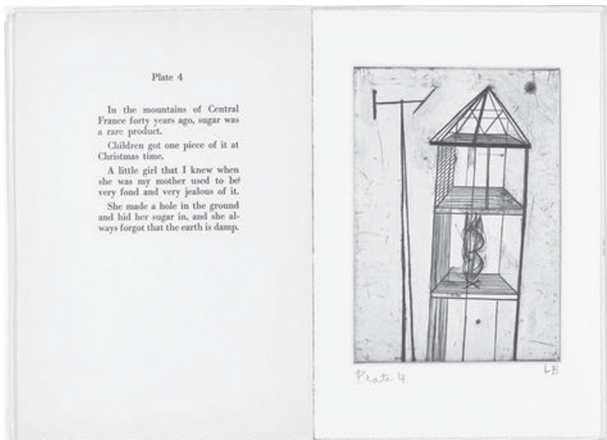 Plate 4
In the mountains of Central
France forty years ago, sugar was
a rare product.
Children got one piece of it at
Christmas time.
A little girl that I knew when
she was my mother used to be
very fond and very jealous of it.
She made a hole in the ground
and hid her sugar in, and she al-
ways forgot that the earth is damp.
Plate 4
LB